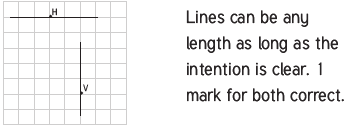 H
V
Lines can be any
length as long as the
intention is clear. 1
mark for both correct.